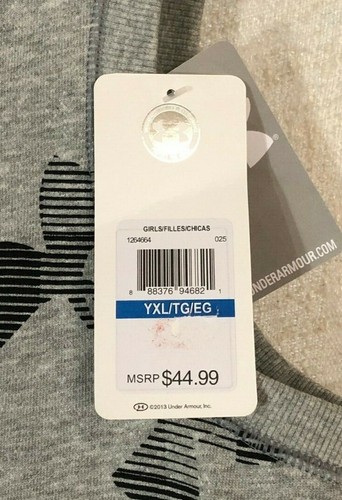 GIRLS/FILLES/CHICAS
1264664 025
8 88376 94682 1
YXL/TG/EG
MSRP $44.99
©2013 Under Armour, Inc.
UNDERARMOUR.COM